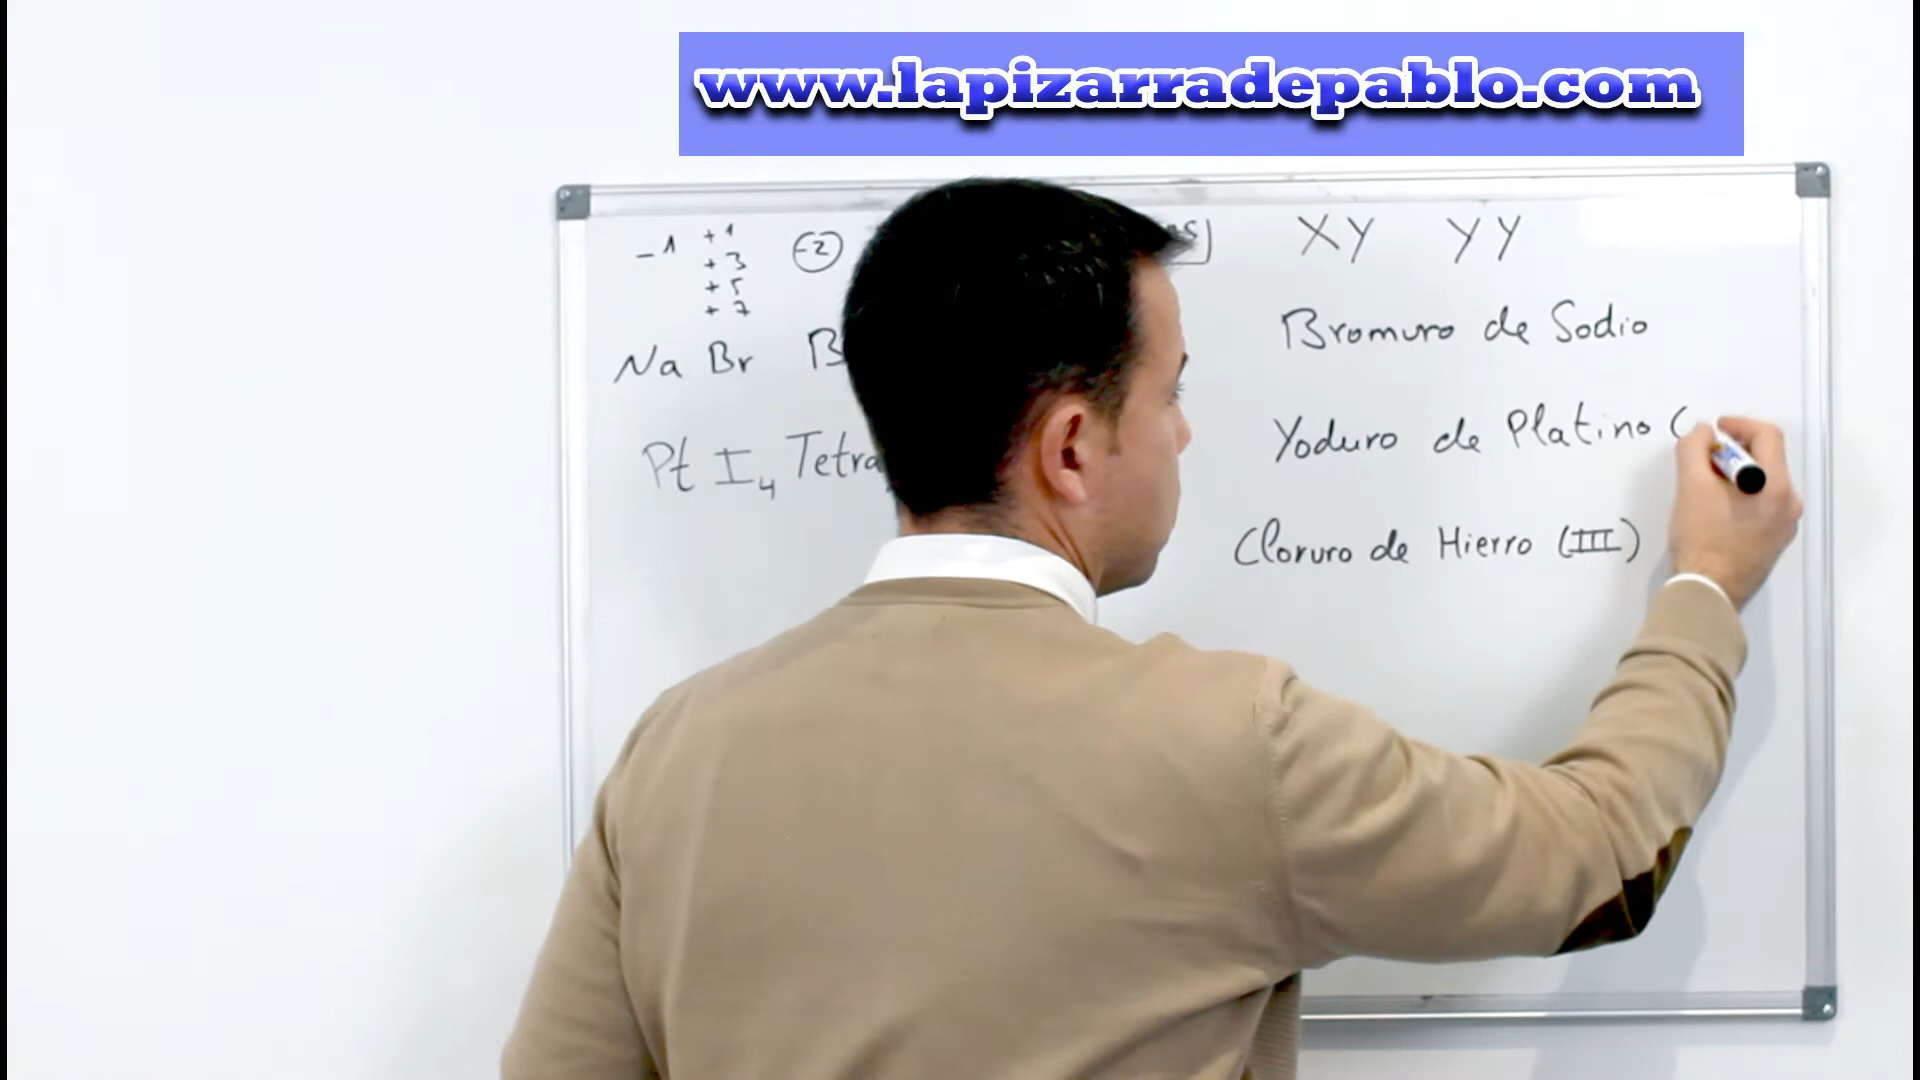 www.lapizarradepablo.com
-1 +1 -2 XY YY
+3
+5
+7
Na Br Bromuro de Sodio
Pt I4 Yoduro de Platino (
Cloruro de Hierro (III)